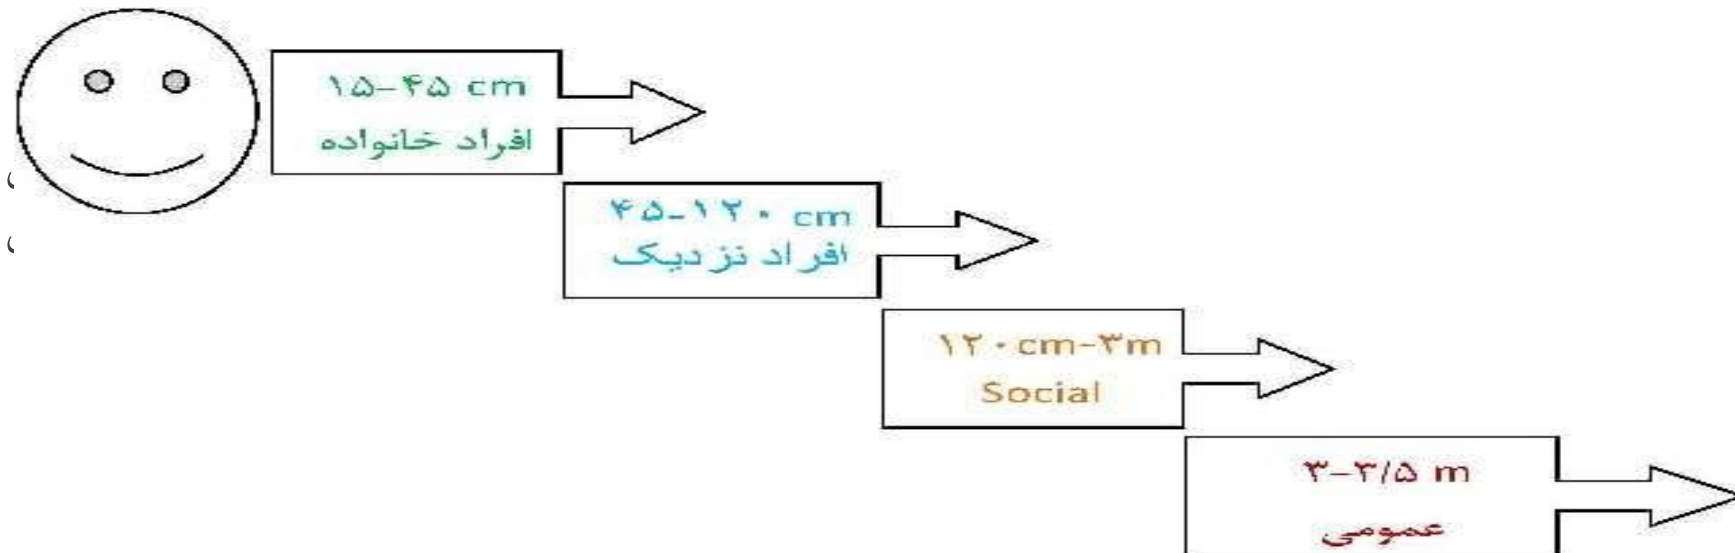 ۱۵-۴۵ cm
افراد خانواده
۴۵-۱۲۰ cm
افراد نزدیک
۱۲۰cm-۳m
Social
۳-۳/۵ m
عمومی